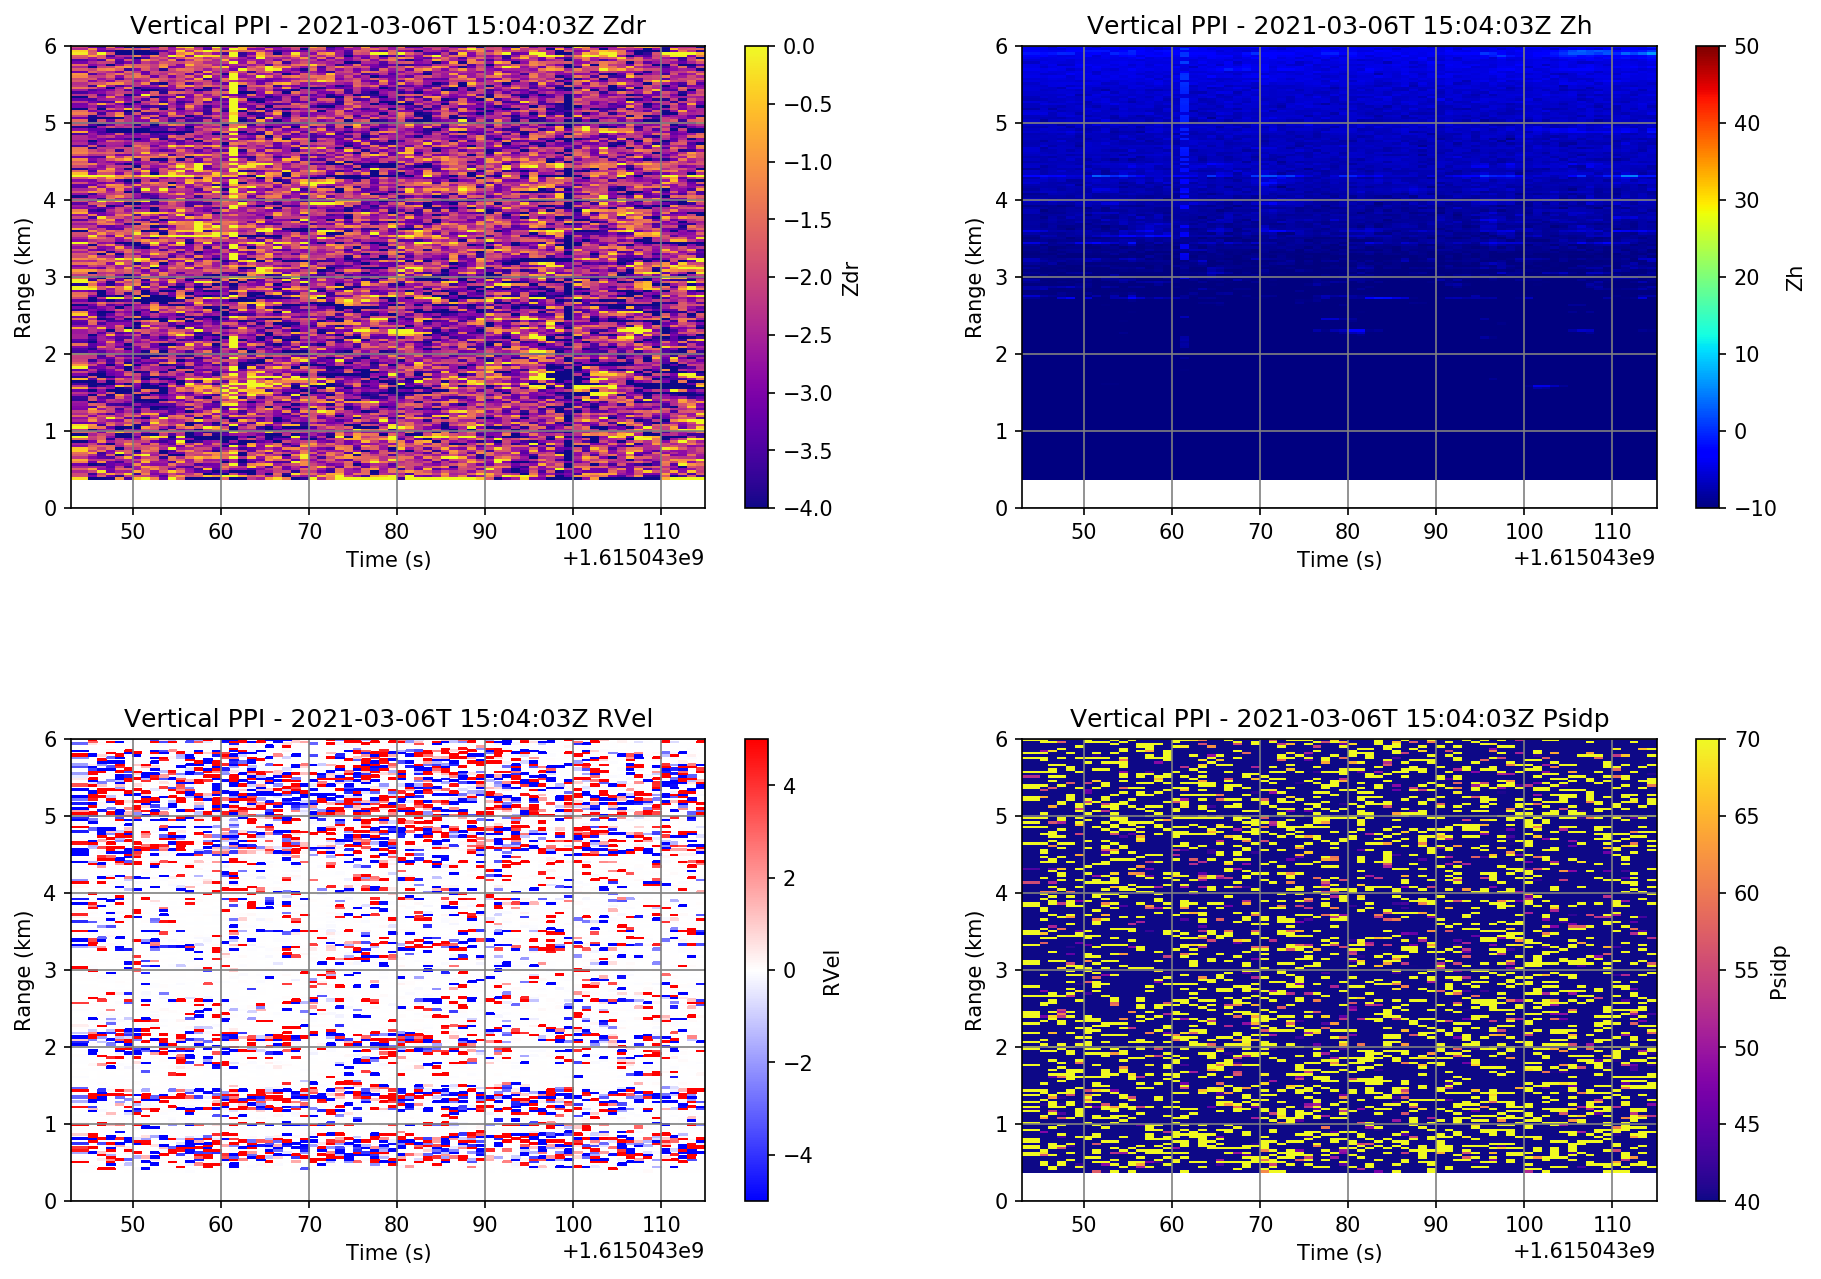 Vertical PPI - 2021-03-06T 15:04:03Z Zdr
6
5
4
3
2
1
0
Range (km)
50 60 70 80 90 100 110
Time (s)
+1.615043e9
0.0
−0.5
−1.0
−1.5
−2.0
−2.5
−3.0
−3.5
−4.0
Zdr
Vertical PPI - 2021-03-06T 15:04:03Z Zh
6
5
4
3
2
1
0
Range (km)
50 60 70 80 90 100 110
Time (s)
+1.615043e9
50
40
30
20
10
0
−10
Zh
Vertical PPI - 2021-03-06T 15:04:03Z RVel
6
5
4
3
2
1
0
Range (km)
50 60 70 80 90 100 110
Time (s)
+1.615043e9
4
2
0
−2
−4
RVel
Vertical PPI - 2021-03-06T 15:04:03Z Psidp
6
5
4
3
2
1
0
Range (km)
50 60 70 80 90 100 110
Time (s)
+1.615043e9
70
65
60
55
50
45
40
Psidp